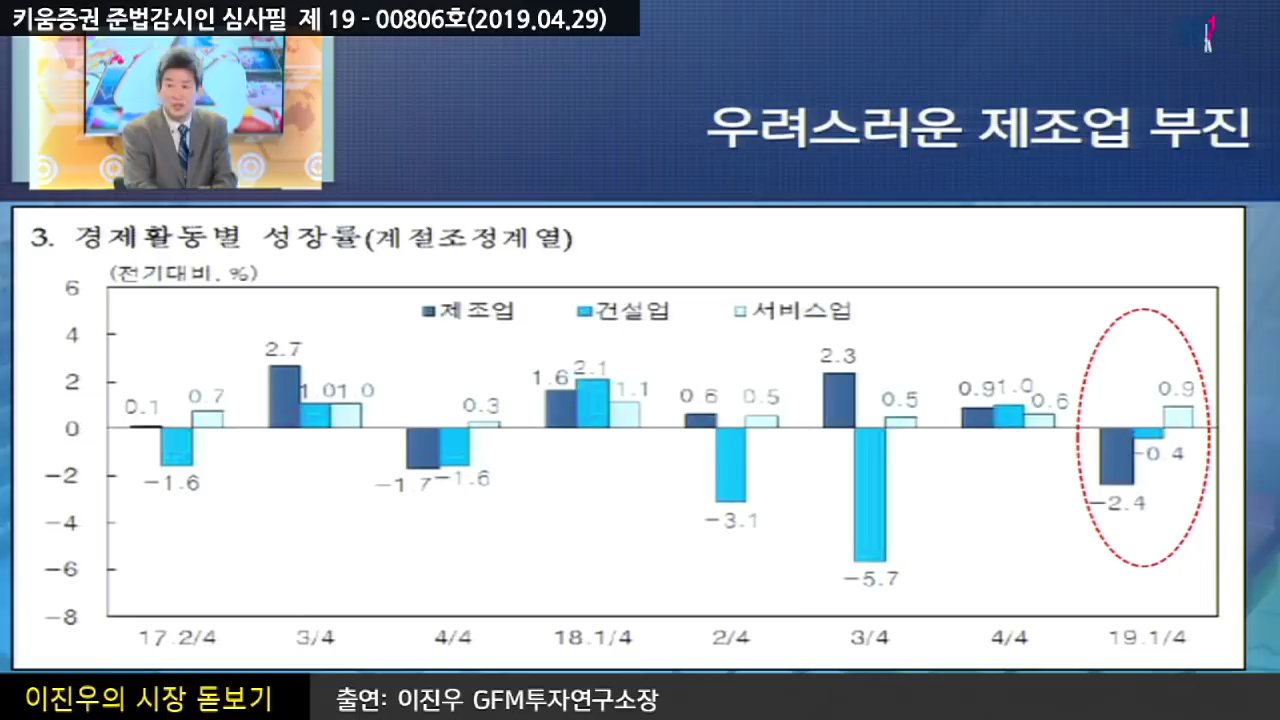 키움증권 준법감시인 심사필 제 19 - 00806호(2019.04.29)
우려스러운 제조업 부진
3. 경제활동별 성장률(계절조정계열)
(전기대비, %)
제조업 건설업 서비스업
6
4
2
0
-2
-4
-6
-8
0.1 -1.6 0.7
2.7 1.0 1.0
-1.7 -1.6 0.3
1.6 2.1 1.1
0.6 -3.1 0.5
2.3 -5.7 0.5
0.9 1.0 0.6
-2.4 -0.4 0.9
17.2/4 3/4 4/4 18.1/4 2/4 3/4 4/4 19.1/4
이진우의 시장 돋보기
출연: 이진우 GFM투자연구소장